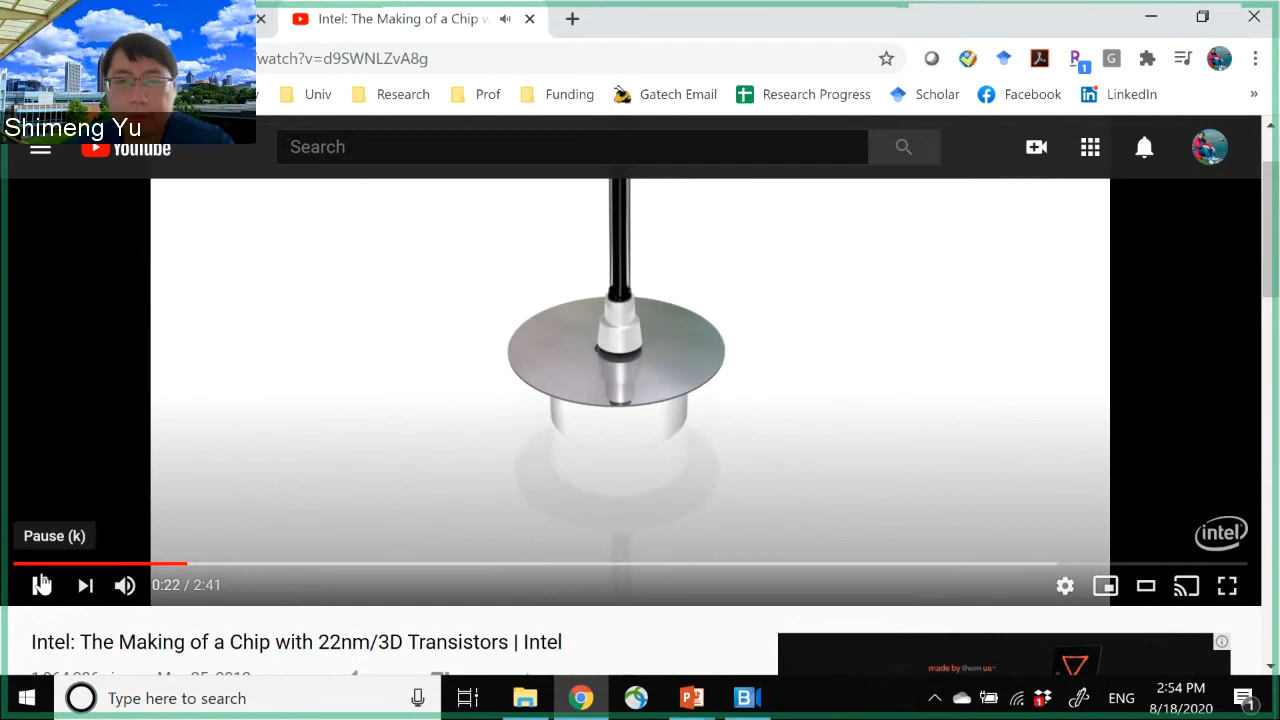 Intel: The Making of a Chip w
watch?v=d9SWNLZvA8g
Univ
Research
Prof
Funding
Gatech Email
Research Progress
Scholar
Facebook
LinkedIn
»
Shimeng Yu
YouTube
Search
Pause (k)
intel
0:22 / 2:41
Intel: The Making of a Chip with 22nm/3D Transistors | Intel
made by them us
Type here to search
ENG
2:54 PM
8/18/2020